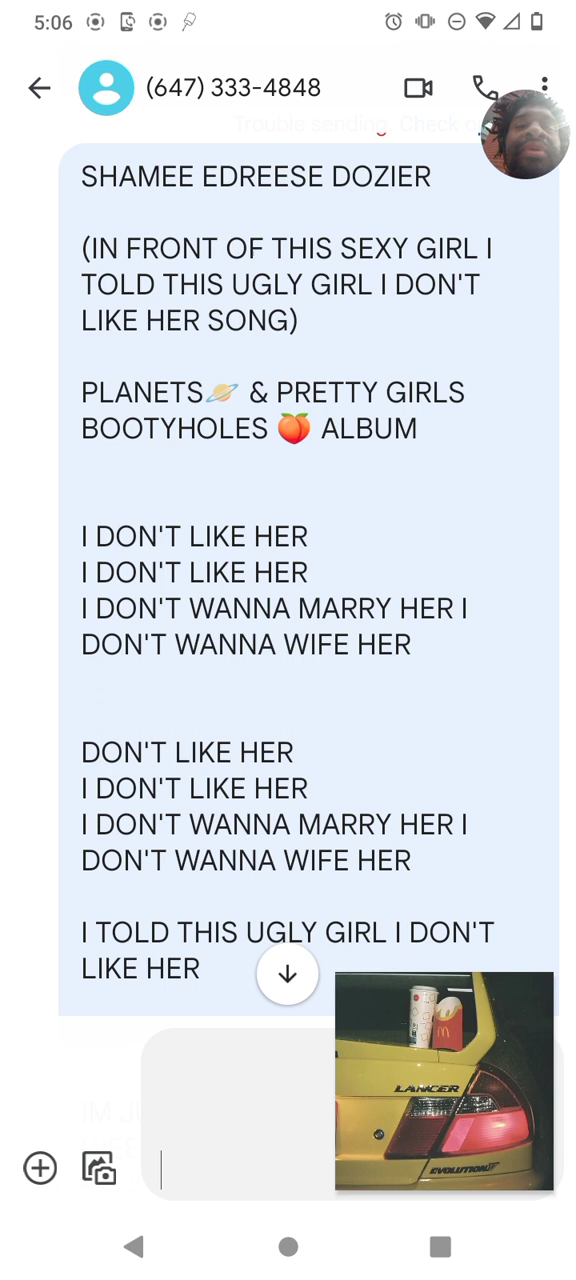 5:06
(647) 333-4848
Trouble sending. Check o
SHAMEE EDREESE DOZIER
(IN FRONT OF THIS SEXY GIRL I
TOLD THIS UGLY GIRL I DON'T
LIKE HER SONG)
PLANETS🪐 & PRETTY GIRLS
BOOTYHOLES 🍑 ALBUM
I DON'T LIKE HER
I DON'T LIKE HER
I DON'T WANNA MARRY HER I
DON'T WANNA WIFE HER
DON'T LIKE HER
I DON'T LIKE HER
I DON'T WANNA MARRY HER I
DON'T WANNA WIFE HER
I TOLD THIS UGLY GIRL I DON'T
LIKE HER
LANCER
EVOLUTION